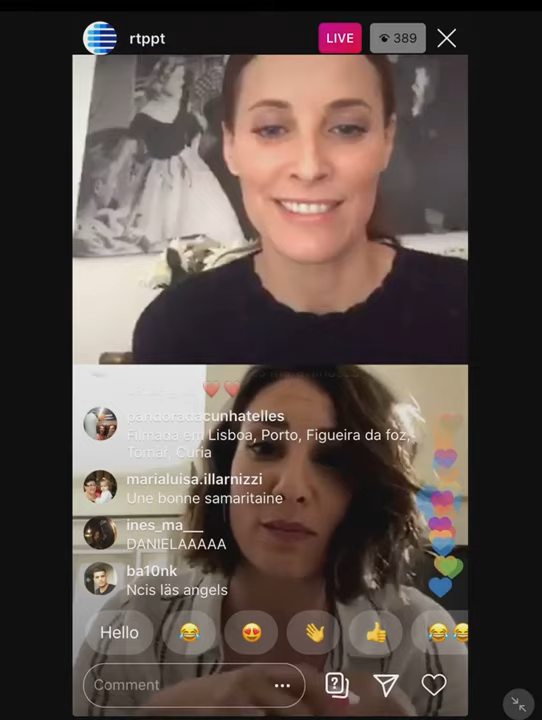 rtppt
LIVE
389
pandoradacunhatelles
Filmada em Lisboa, Porto, Figueira da foz,
Tomar, Curia
marialuisa.illarnizzi
Une bonne samaritaine
ines_ma__
DANIELAAAAA
ba10nk
Ncis läs angels
Hello
Comment